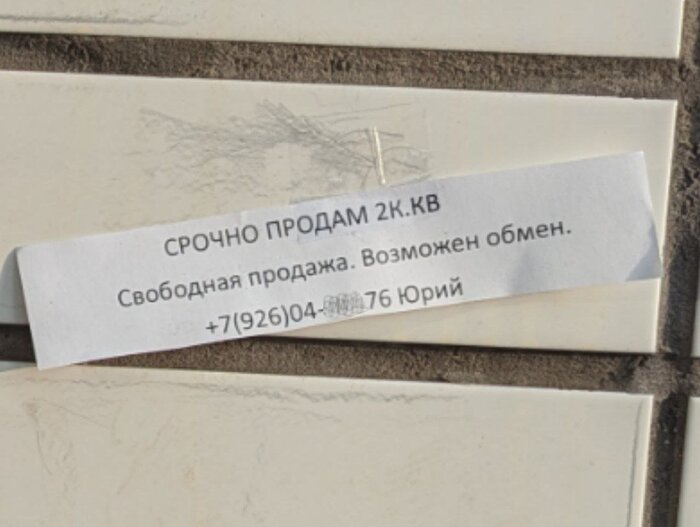 СРОЧНО ПРОДАМ 2К.КВ
Свободная продажа. Возможен обмен.
+7(926)04- 76 Юрий